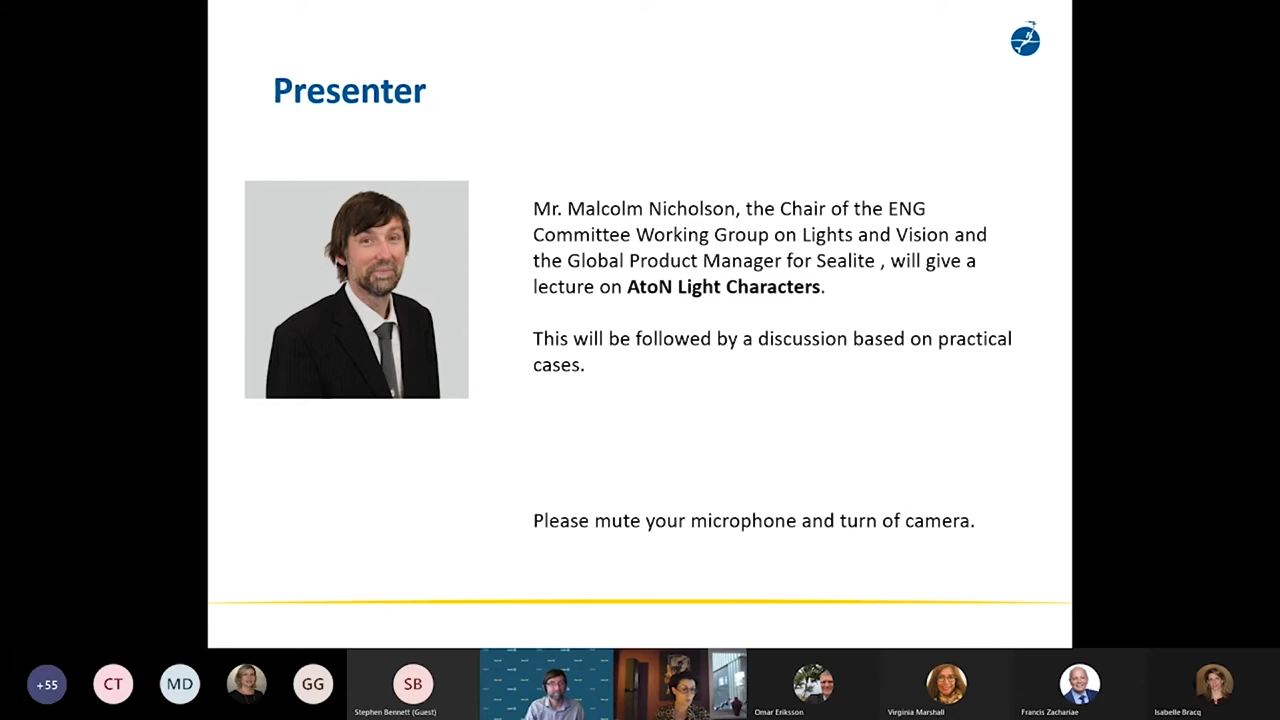 Presenter
Mr. Malcolm Nicholson, the Chair of the ENG
Committee Working Group on Lights and Vision and
the Global Product Manager for Sealite , will give a
lecture on AtoN Light Characters.
This will be followed by a discussion based on practical
cases.
Please mute your microphone and turn of camera.
+55
CT
MD
GG
SB
Stephen Bennett (Guest)
Omar Eriksson
Virginia Marshall
Francis Zachariae
Isabelle Bracq